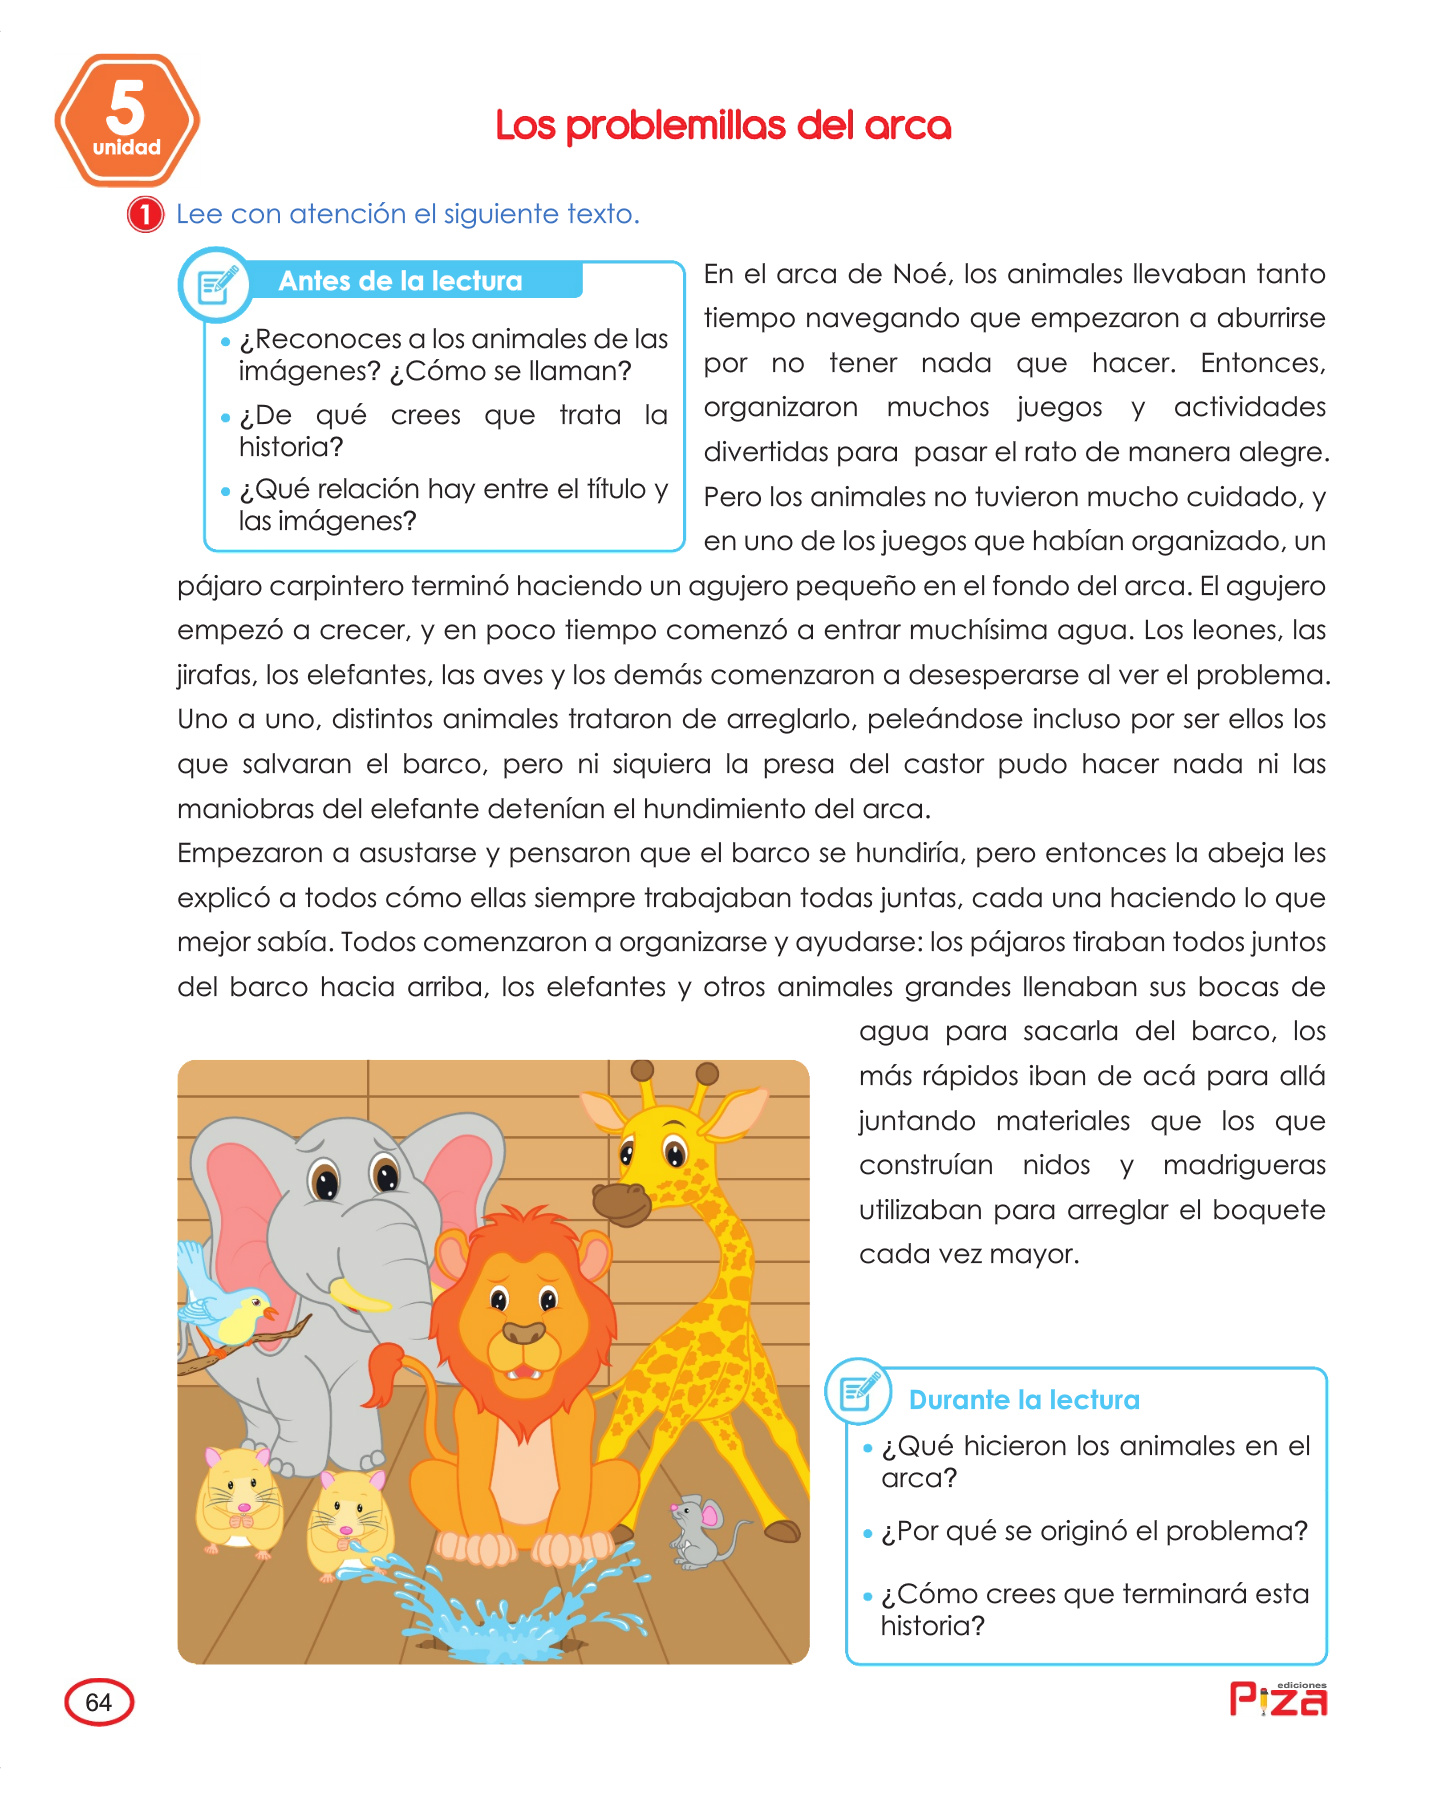 5
unidad
Los problemillas del arca
1 Lee con atención el siguiente texto.
Antes de la lectura
• ¿Reconoces a los animales de las
imágenes? ¿Cómo se llaman?
• ¿De qué crees que trata la
historia?
• ¿Qué relación hay entre el título y
las imágenes?
En el arca de Noé, los animales llevaban tanto
tiempo navegando que empezaron a aburrirse
por no tener nada que hacer. Entonces,
organizaron muchos juegos y actividades
divertidas para pasar el rato de manera alegre.
Pero los animales no tuvieron mucho cuidado, y
en uno de los juegos que habían organizado, un
pájaro carpintero terminó haciendo un agujero pequeño en el fondo del arca. El agujero
empezó a crecer, y en poco tiempo comenzó a entrar muchísima agua. Los leones, las
jirafas, los elefantes, las aves y los demás comenzaron a desesperarse al ver el problema.
Uno a uno, distintos animales trataron de arreglarlo, peleándose incluso por ser ellos los
que salvaran el barco, pero ni siquiera la presa del castor pudo hacer nada ni las
maniobras del elefante detenían el hundimiento del arca.
Empezaron a asustarse y pensaron que el barco se hundiría, pero entonces la abeja les
explicó a todos cómo ellas siempre trabajaban todas juntas, cada una haciendo lo que
mejor sabía. Todos comenzaron a organizarse y ayudarse: los pájaros tiraban todos juntos
del barco hacia arriba, los elefantes y otros animales grandes llenaban sus bocas de
agua para sacarla del barco, los
más rápidos iban de acá para allá
juntando materiales que los que
construían nidos y madrigueras
utilizaban para arreglar el boquete
cada vez mayor.
Durante la lectura
• ¿Qué hicieron los animales en el
arca?
• ¿Por qué se originó el problema?
• ¿Cómo crees que terminará esta
historia?
64
ediciones
Piza